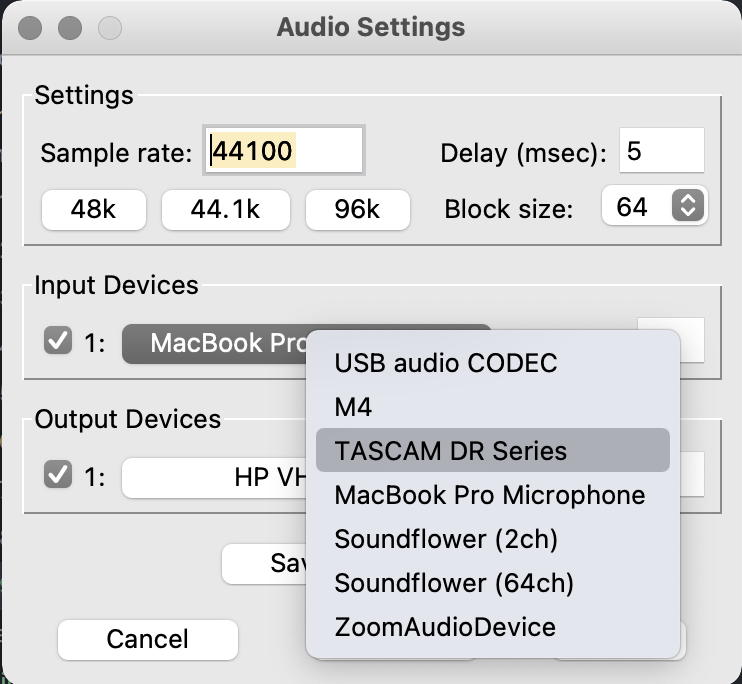 Audio Settings
Settings
Sample rate: 44100 Delay (msec): 5
48k 44.1k 96k Block size: 64
Input Devices
1: MacBook Pro
USB audio CODEC
M4
TASCAM DR Series
MacBook Pro Microphone
Soundflower (2ch)
Soundflower (64ch)
ZoomAudioDevice
Output Devices
1: HP
Cancel